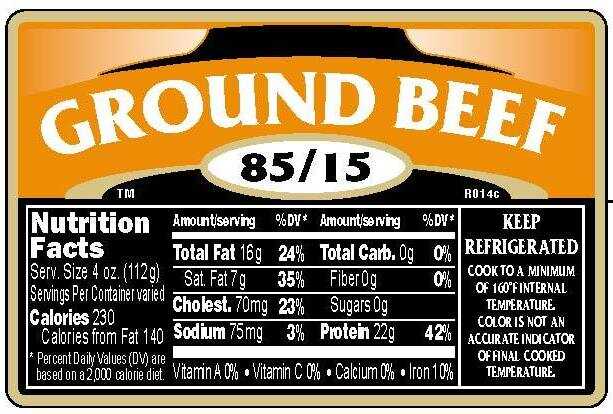 GROUND BEEF
85/15
TM
R014c
Nutrition
Facts
Serv. Size 4 oz. (112g)
Servings Per Container varied
Calories 230
Calories from Fat 140
* Percent Daily Values (DV) are
based on a 2,000 calorie diet.
Amount/serving %DV* Amount/serving %DV*
Total Fat 16g 24% Total Carb. 0g 0%
Sat. Fat 7g 35% Fiber 0g 0%
Cholest. 70mg 23% Sugars 0g
Sodium 75mg 3% Protein 22g 42%
Vitamin A 0% • Vitamin C 0% • Calcium 0% • Iron 10%
KEEP
REFRIGERATED
COOK TO A MINIMUM
OF 160°F INTERNAL
TEMPERATURE.
COLOR IS NOT AN
ACCURATE INDICATOR
OF FINAL COOKED
TEMPERATURE.